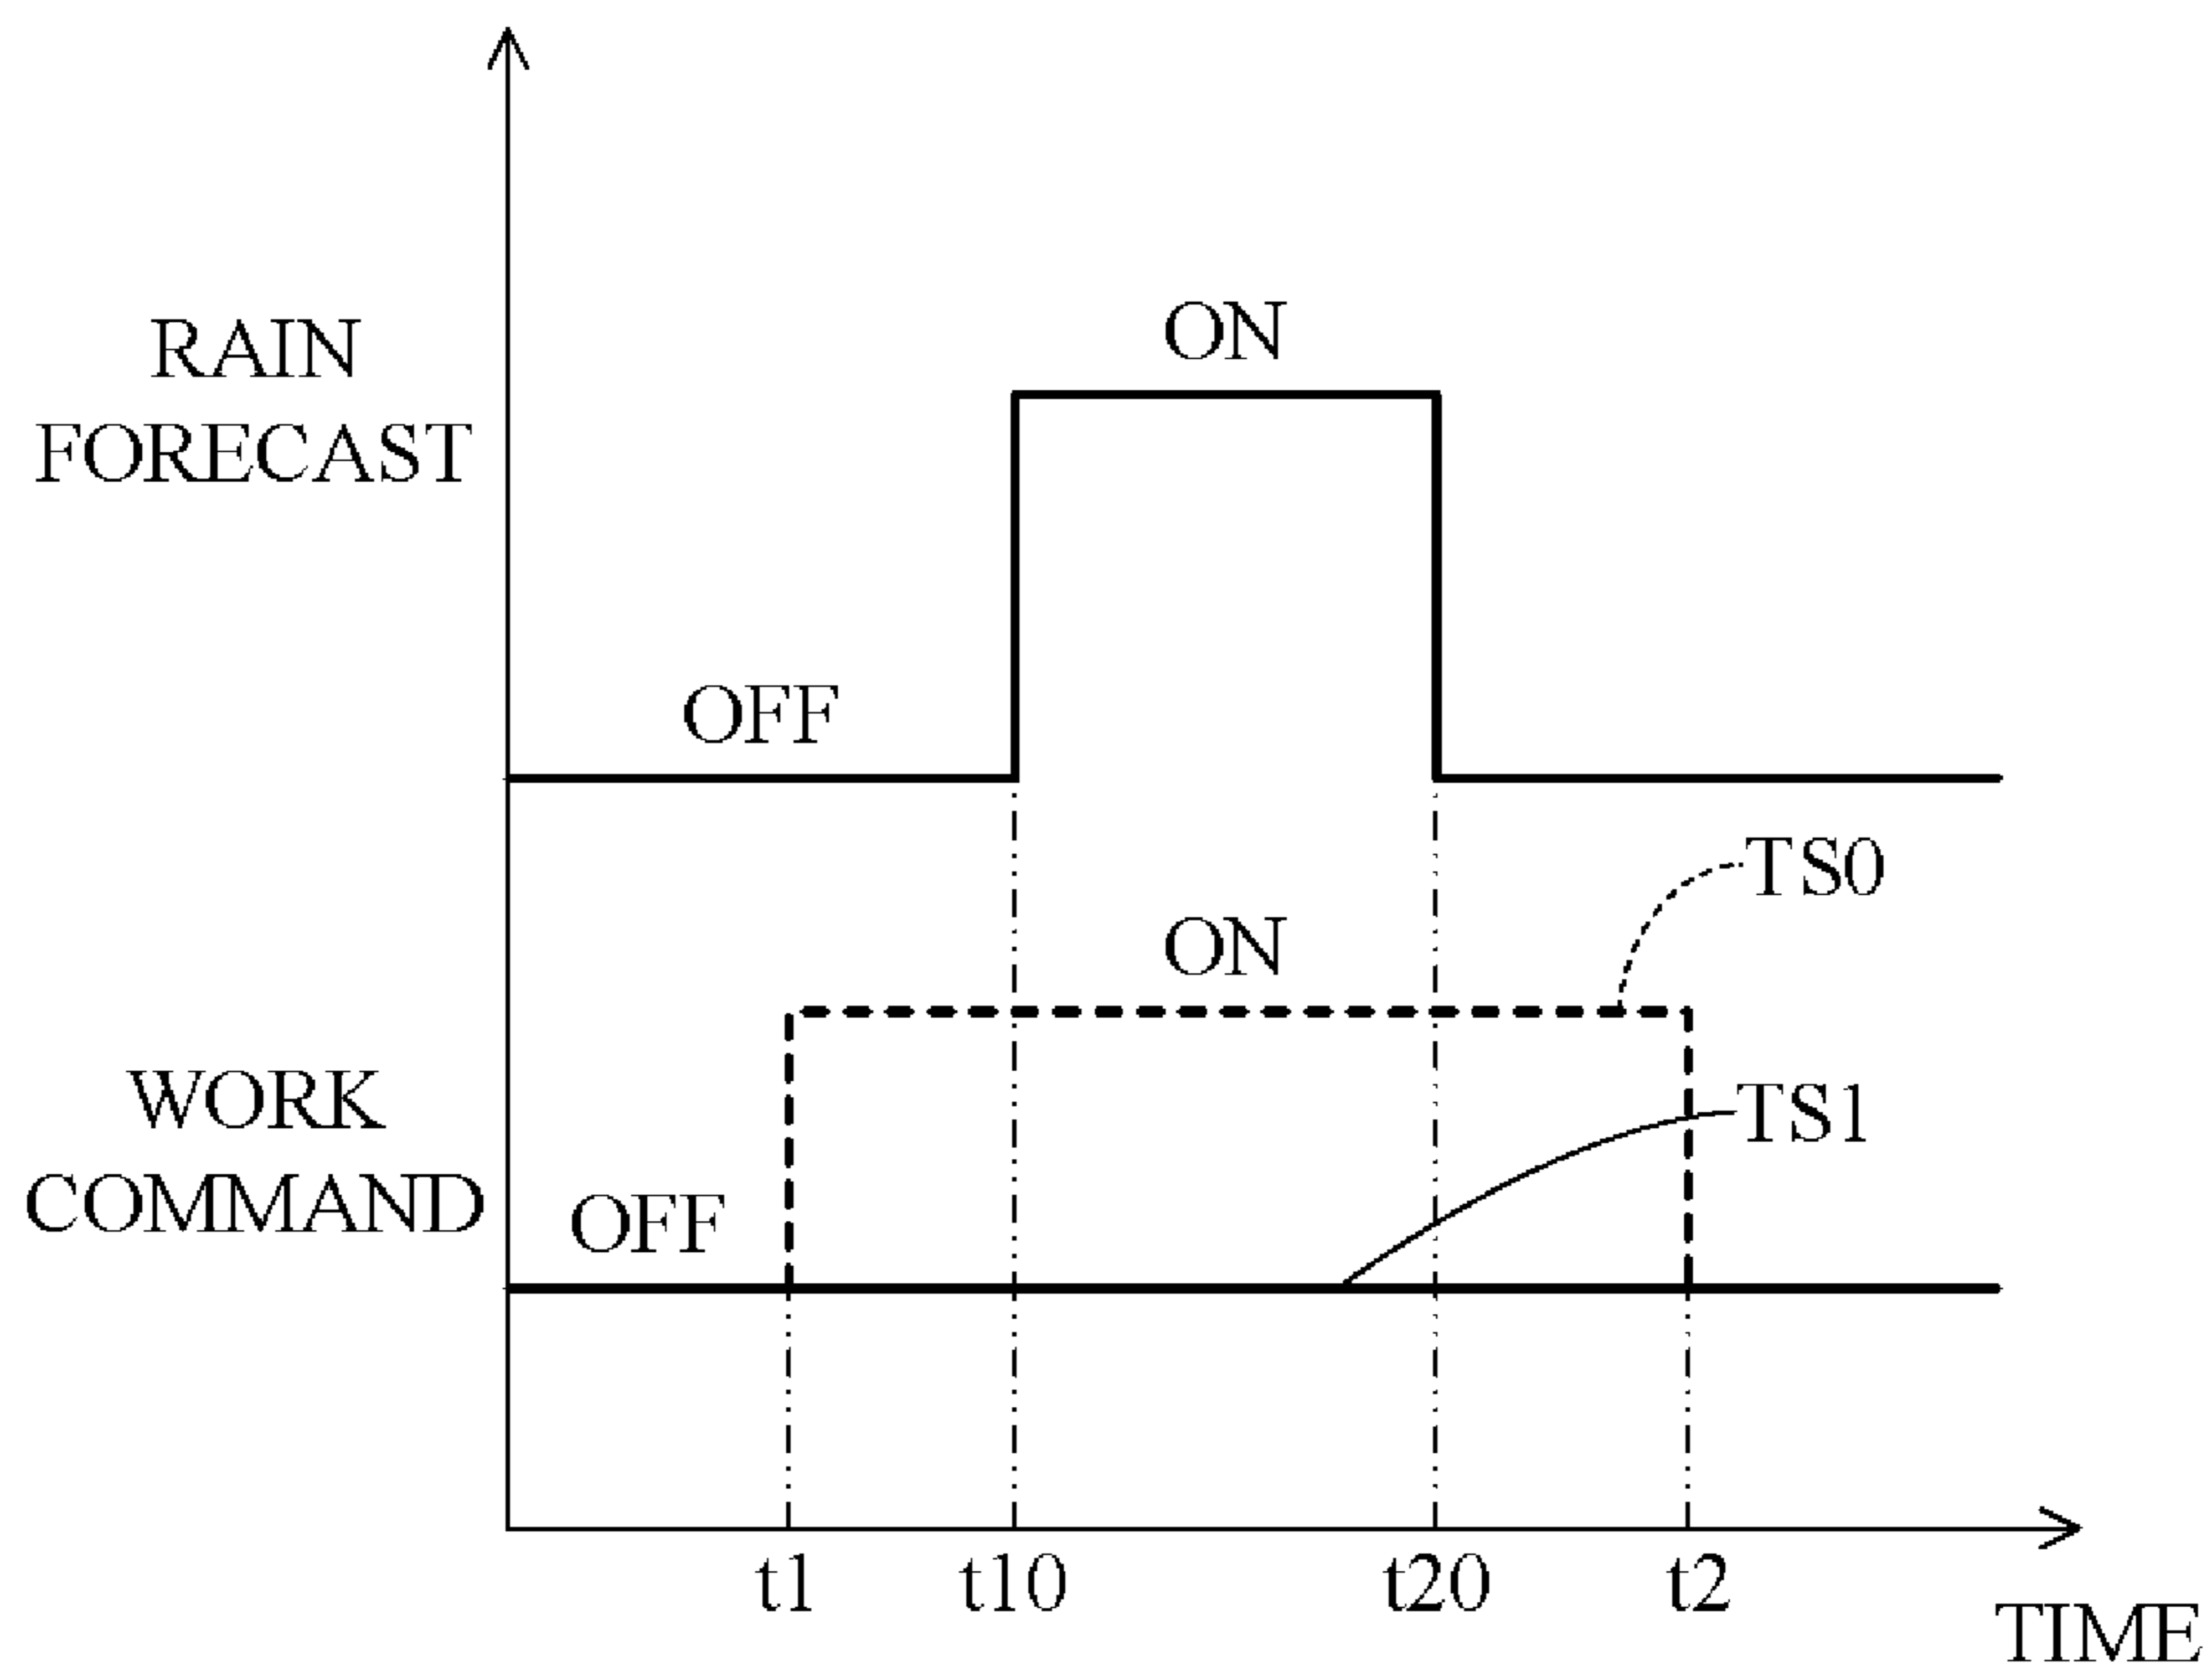 ON
RAIN
FORECAST
OFF
TS0
ON
WORK
COMMAND
TS1
OFF
t1
t10
t20
t2
TIME